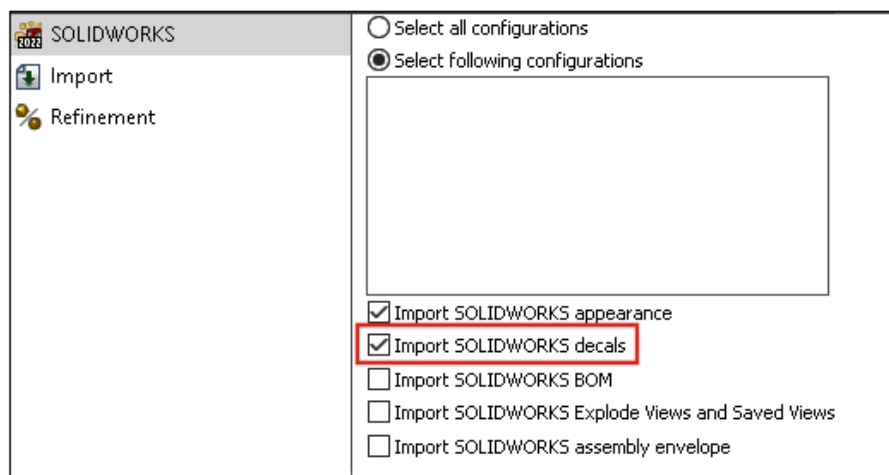 SOLIDWORKS
2022
Import
Refinement
Select all configurations
Select following configurations
Import SOLIDWORKS appearance
Import SOLIDWORKS decals
Import SOLIDWORKS BOM
Import SOLIDWORKS Explode Views and Saved Views
Import SOLIDWORKS assembly envelope